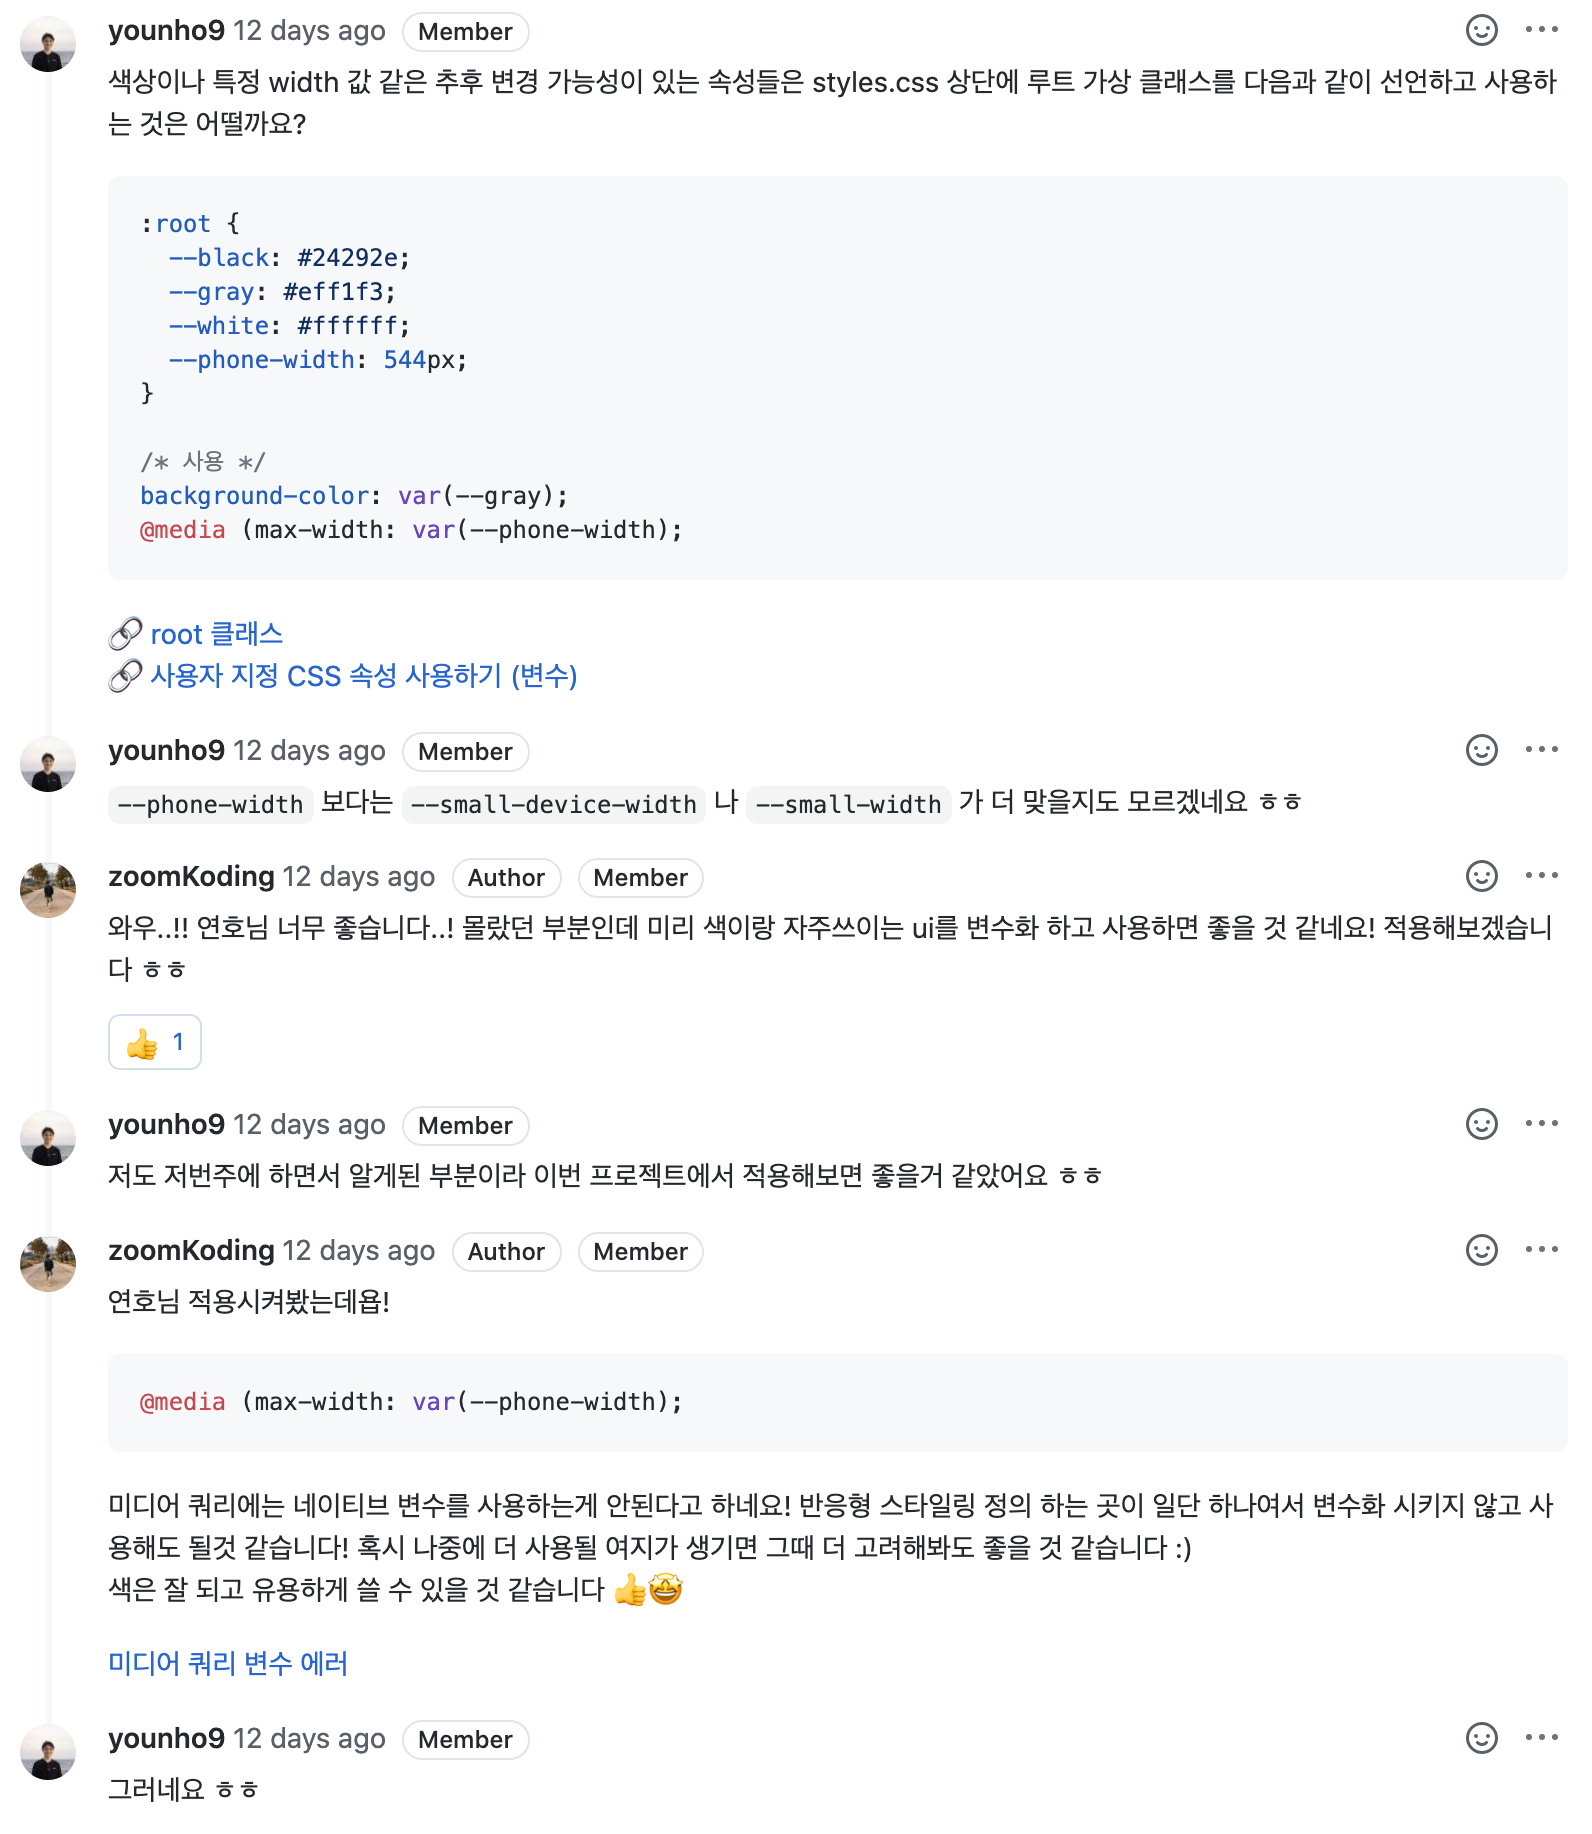 younho9 12 days ago Member
색상이나 특정 width 값 같은 추후 변경 가능성이 있는 속성들은 styles.css 상단에 루트 가상 클래스를 다음과 같이 선언하고 사용하
는 것은 어떨까요?
:root {
  --black: #24292e;
  --gray: #eff1f3;
  --white: #ffffff;
  --phone-width: 544px;
}
/* 사용 */
background-color: var(--gray);
@media (max-width: var(--phone-width);
🔗 root 클래스
🔗 사용자 지정 CSS 속성 사용하기 (변수)
younho9 12 days ago Member
--phone-width 보다는 --small-device-width 나 --small-width 가 더 맞을지도 모르겠네요 ㅎㅎ
zoomKoding 12 days ago Author Member
와우..!! 연호님 너무 좋습니다..! 몰랐던 부분인데 미리 색이랑 자주쓰이는 ui를 변수화 하고 사용하면 좋을 것 같네요! 적용해보겠습니
다 ㅎㅎ
👍 1
younho9 12 days ago Member
저도 저번주에 하면서 알게된 부분이라 이번 프로젝트에서 적용해보면 좋을거 같았어요 ㅎㅎ
zoomKoding 12 days ago Author Member
연호님 적용시켜봤는데욥!
@media (max-width: var(--phone-width);
미디어 쿼리에는 네이티브 변수를 사용하는게 안된다고 하네요! 반응형 스타일링 정의 하는 곳이 일단 하나여서 변수화 시키지 않고 사
용해도 될것 같습니다! 혹시 나중에 더 사용될 여지가 생기면 그때 더 고려해봐도 좋을 것 같습니다 :)
색은 잘 되고 유용하게 쓸 수 있을 것 같습니다 👍🤩
미디어 쿼리 변수 에러
younho9 12 days ago Member
그러네요 ㅎㅎ